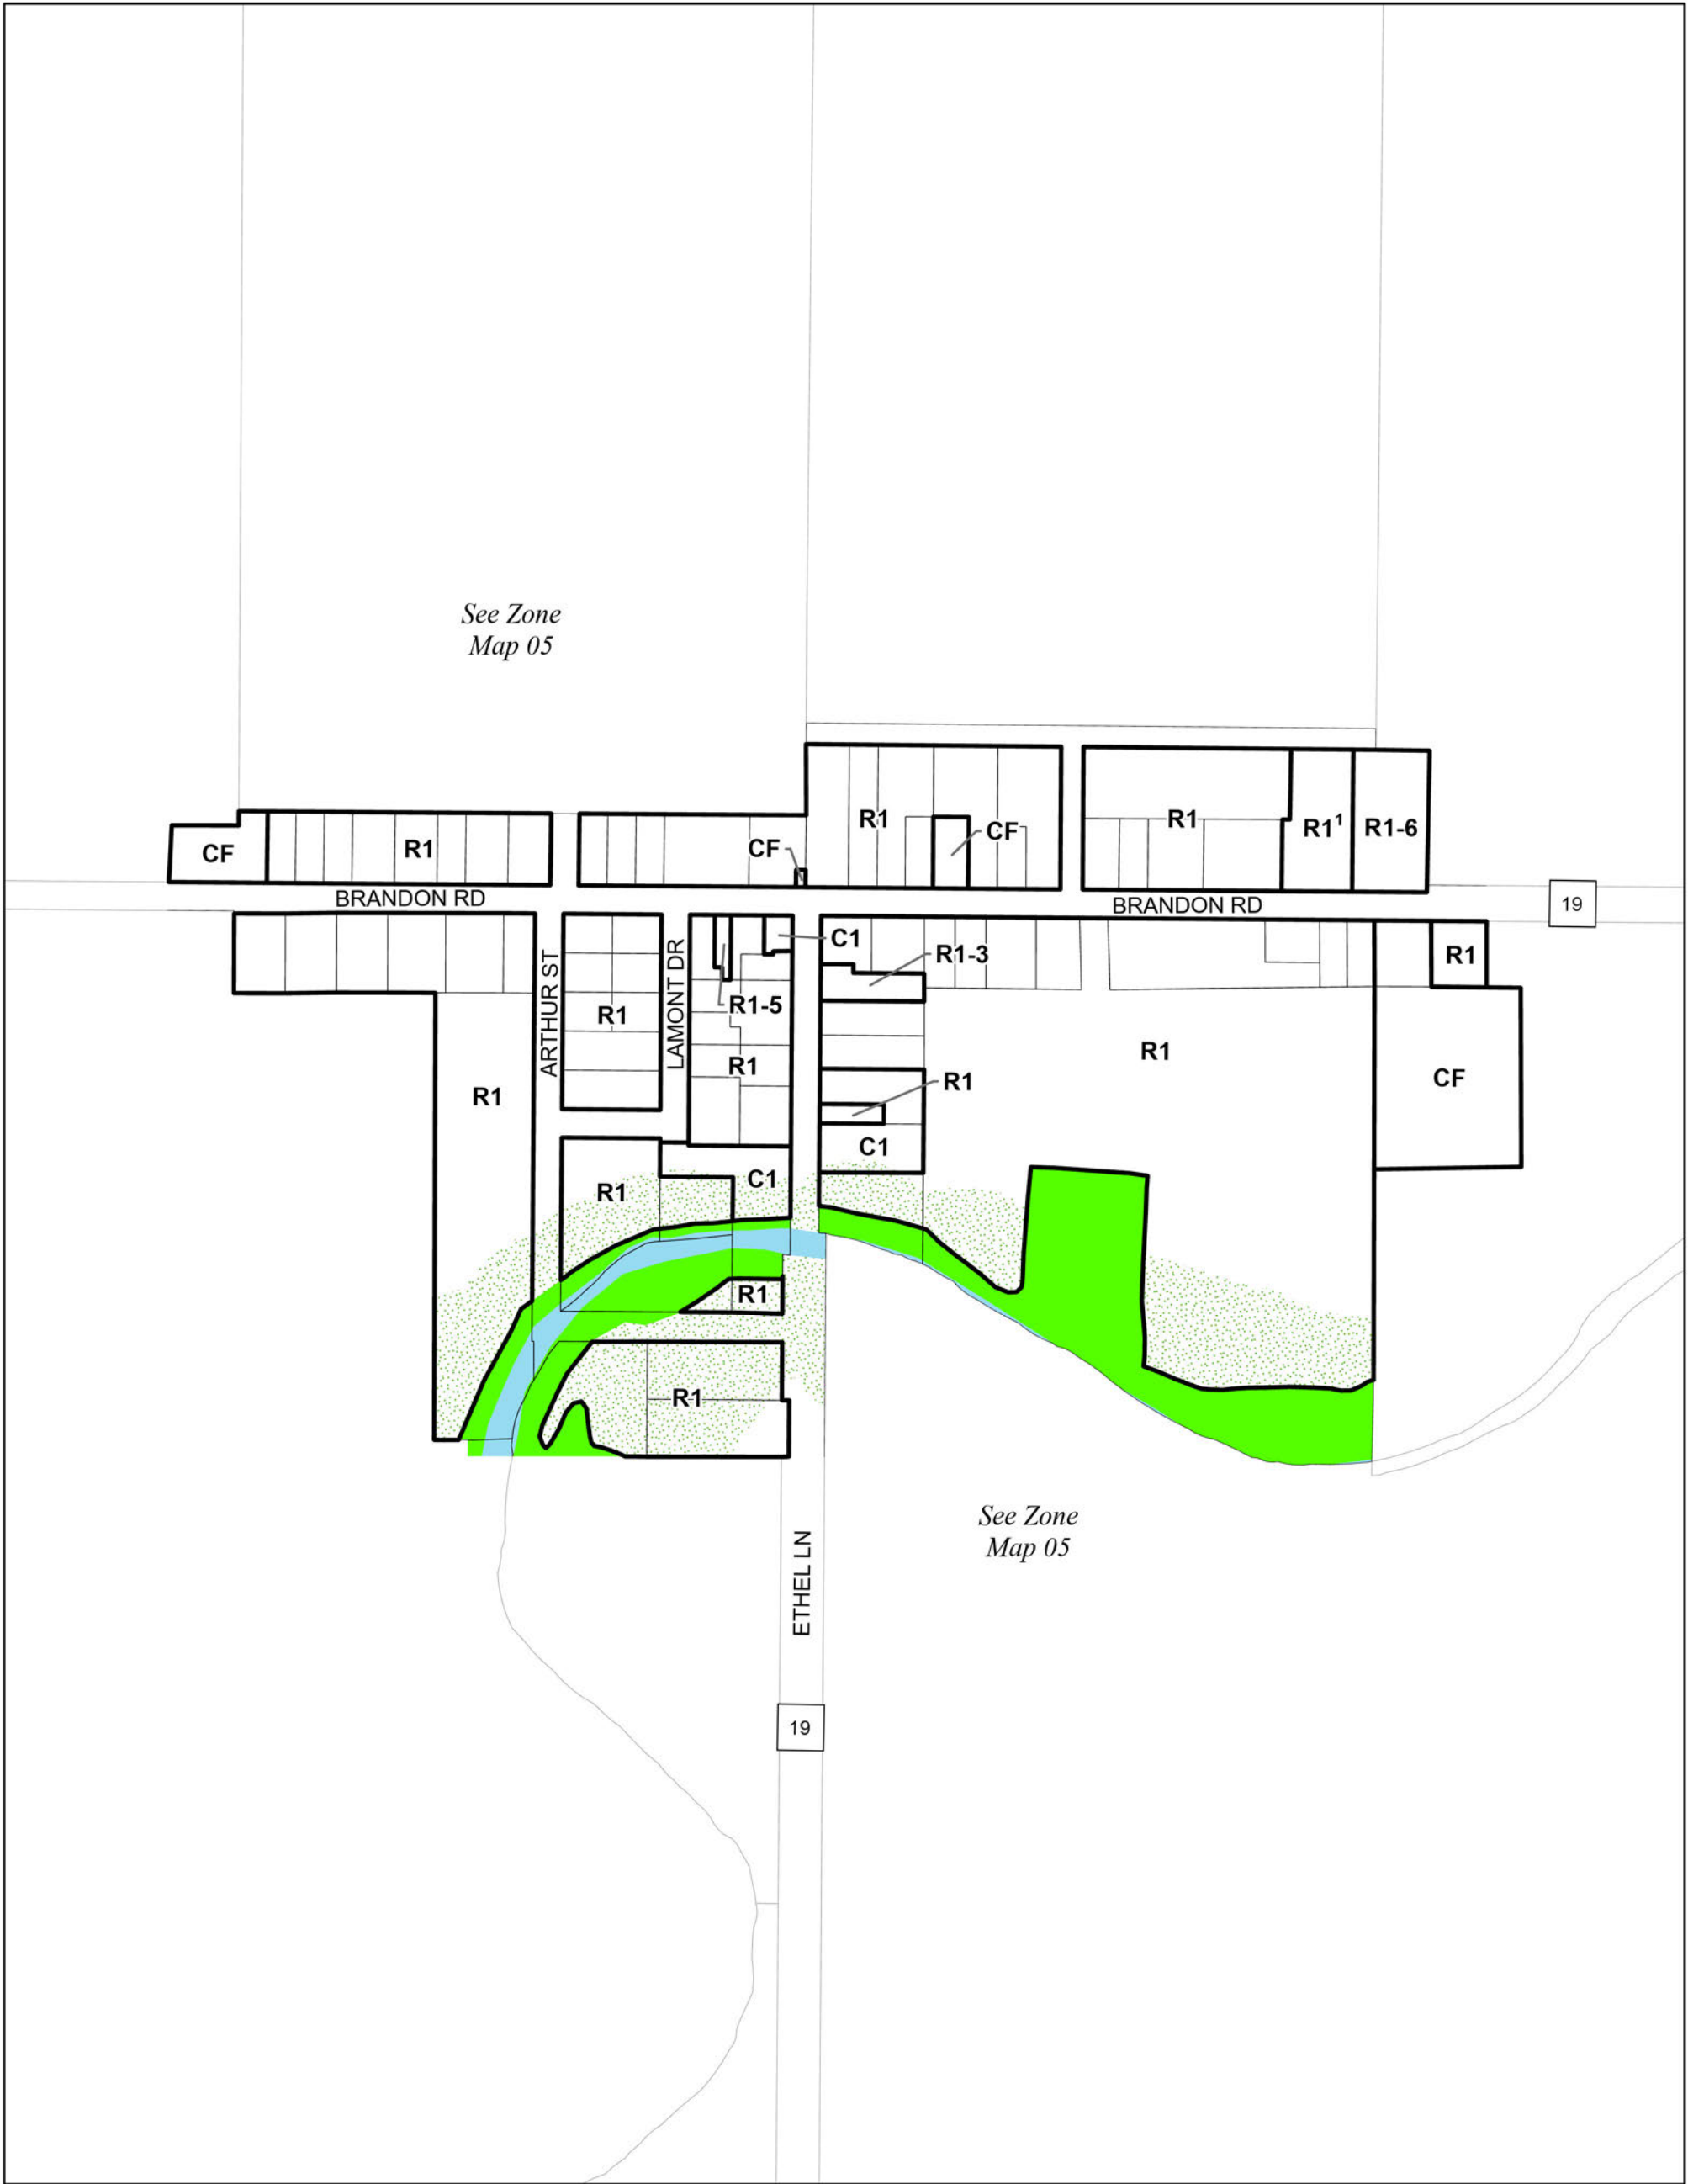 See Zone
Map 05
CF
R1
CF
R1
CF
R1
R1¹
R1-6
BRANDON RD
BRANDON RD
19
ARTHUR ST
LAMONT DR
C1
R1-3
R1
R1-5
R1
R1
R1
R1
R1
CF
R1
C1
R1
C1
R1
R1
See Zone
Map 05
ETHEL LN
19